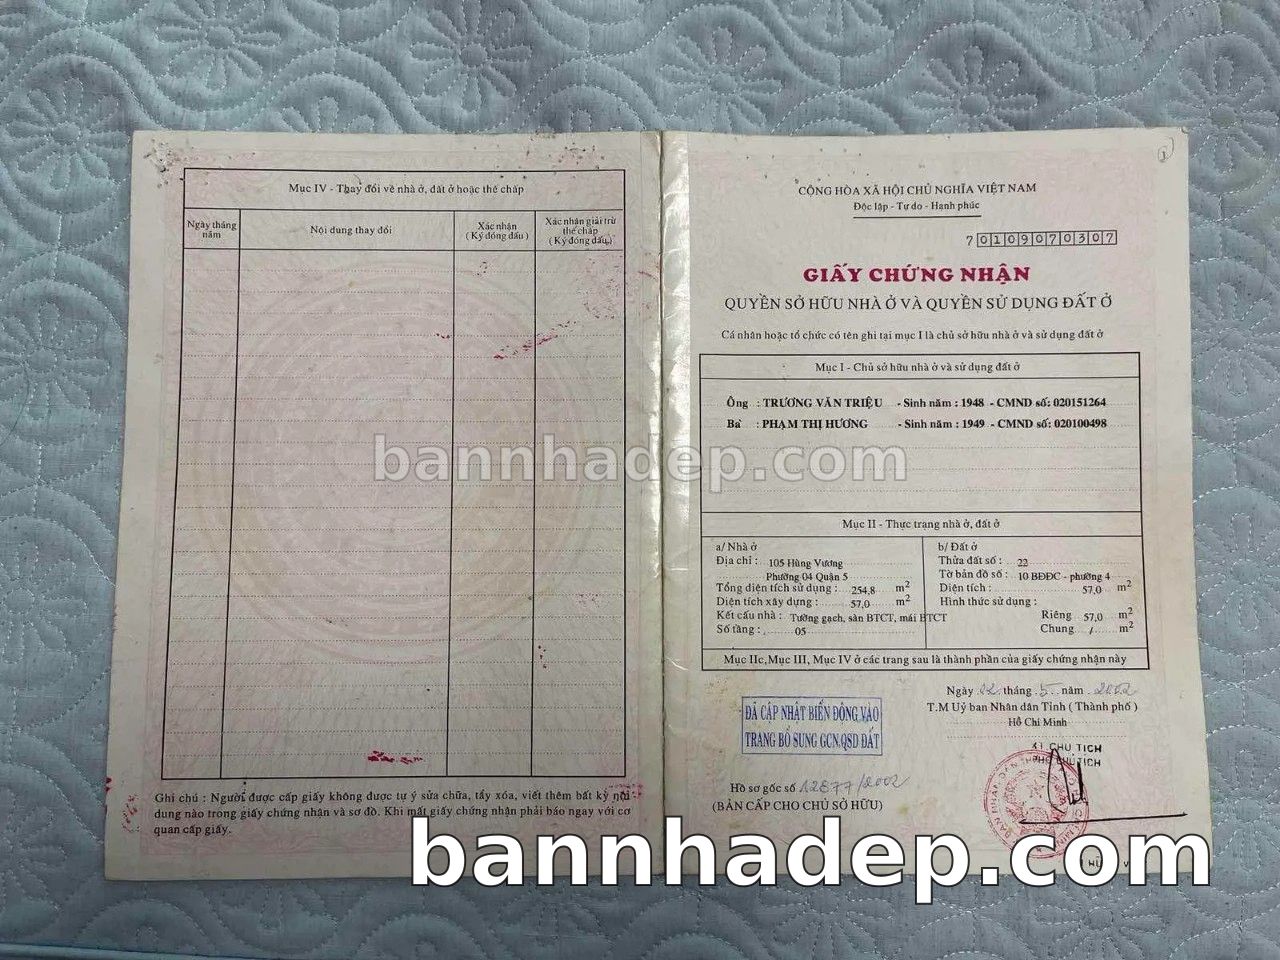 Mục IV - Thay đổi về nhà ở, đất ở hoặc thế chấp
Ngày tháng năm
Nội dung thay đổi
Xác nhận
( Ký đóng dấu )
Xác nhận giải trừ thế chấp
( Ký đóng dấu )
Ghi chú : Người được cấp giấy không được tự ý sửa chữa, tẩy xóa, viết thêm bất kỳ nội
dung nào trong giấy chứng nhận và sơ đồ. Khi mất giấy chứng nhận phải báo ngay với cơ
quan cấp giấy.
1
CỘNG HÒA XÃ HỘI CHỦ NGHĨA VIỆT NAM
Độc lập - Tự do - Hạnh phúc
7 0109070307
GIẤY CHỨNG NHẬN
QUYỀN SỞ HỮU NHÀ Ở VÀ QUYỀN SỬ DỤNG ĐẤT Ở
Cá nhân hoặc tổ chức có tên ghi tại mục I là chủ sở hữu nhà ở và sử dụng đất ở
Mục I - Chủ sở hữu nhà ở và sử dụng đất ở
Ông : TRƯƠNG VĂN TRIỆU - Sinh năm : 1948 - CMND số: 020151264
Bà : PHẠM THỊ HƯƠNG - Sinh năm : 1949 - CMND số: 020100498
Mục II - Thực trạng nhà ở, đất ở
a/ Nhà ở
Địa chỉ : 105 Hùng Vương
Phường 04 Quận 5
Tổng diện tích sử dụng : 254,8 m2
Diện tích xây dựng : 57,0 m2
Kết cấu nhà : Tường gạch, sàn BTCT, mái BTCT
Số tầng : 05
b/ Đất ở
Thửa đất số : 22
Tờ bản đồ số : 10 BĐĐC - phường 4
Diện tích : 57,0 m2
Hình thức sử dụng :
Riêng 57,0 m2
Chung / m2
Mục IIc, Mục III, Mục IV ở các trang sau là thành phần của giấy chứng nhận này
Ngày 02 tháng 5 năm 2002
T.M Uỷ ban Nhân dân Tỉnh ( Thành phố )
Hồ Chí Minh
KT CHỦ TỊCH
PHÓ CHỦ TỊCH
ĐÃ CẬP NHẬT BIẾN ĐỘNG VÀO
TRANG BỔ SUNG GCN.QSD ĐẤT
Hồ sơ gốc số 12877/2002
(BẢN CẤP CHO CHỦ SỞ HỮU)
bannhadep.com
bannhadep.com